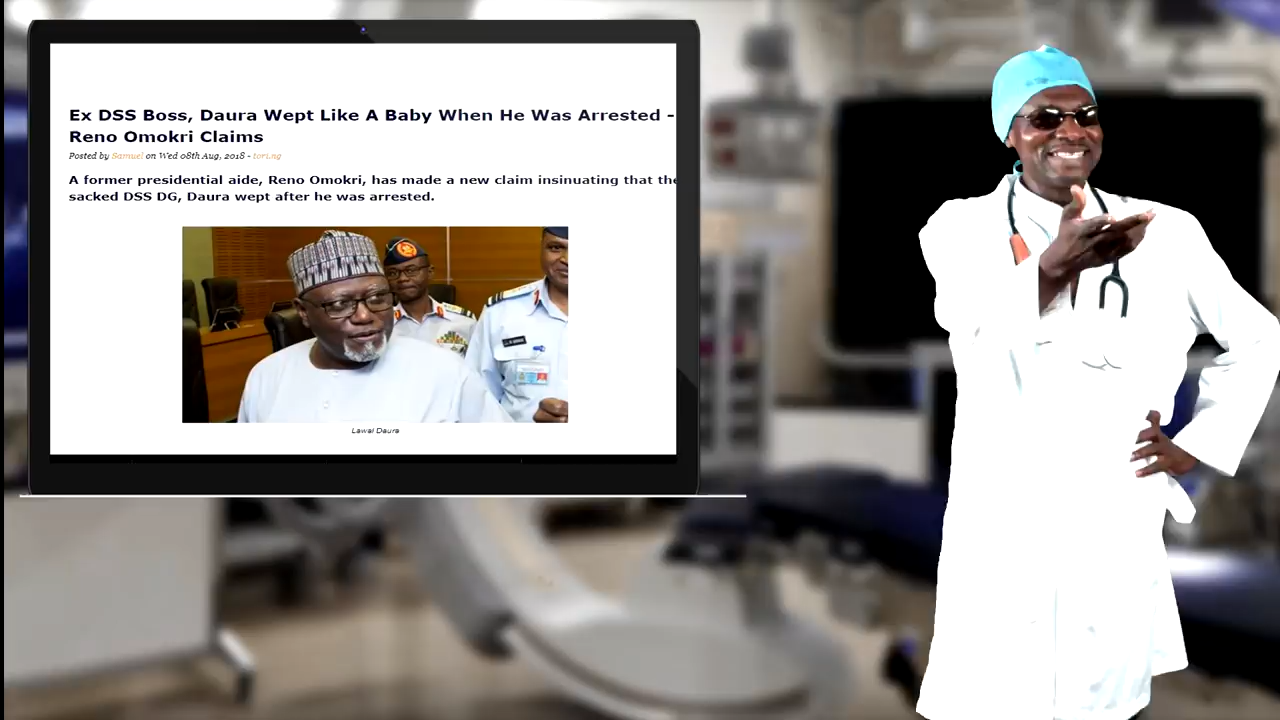 Ex DSS Boss, Daura Wept Like A Baby When He Was Arrested -
Reno Omokri Claims
Posted by Samuel on Wed 08th Aug, 2018 - tori.ng
A former presidential aide, Reno Omokri, has made a new claim insinuating that the
sacked DSS DG, Daura wept after he was arrested.
Lawal Daura